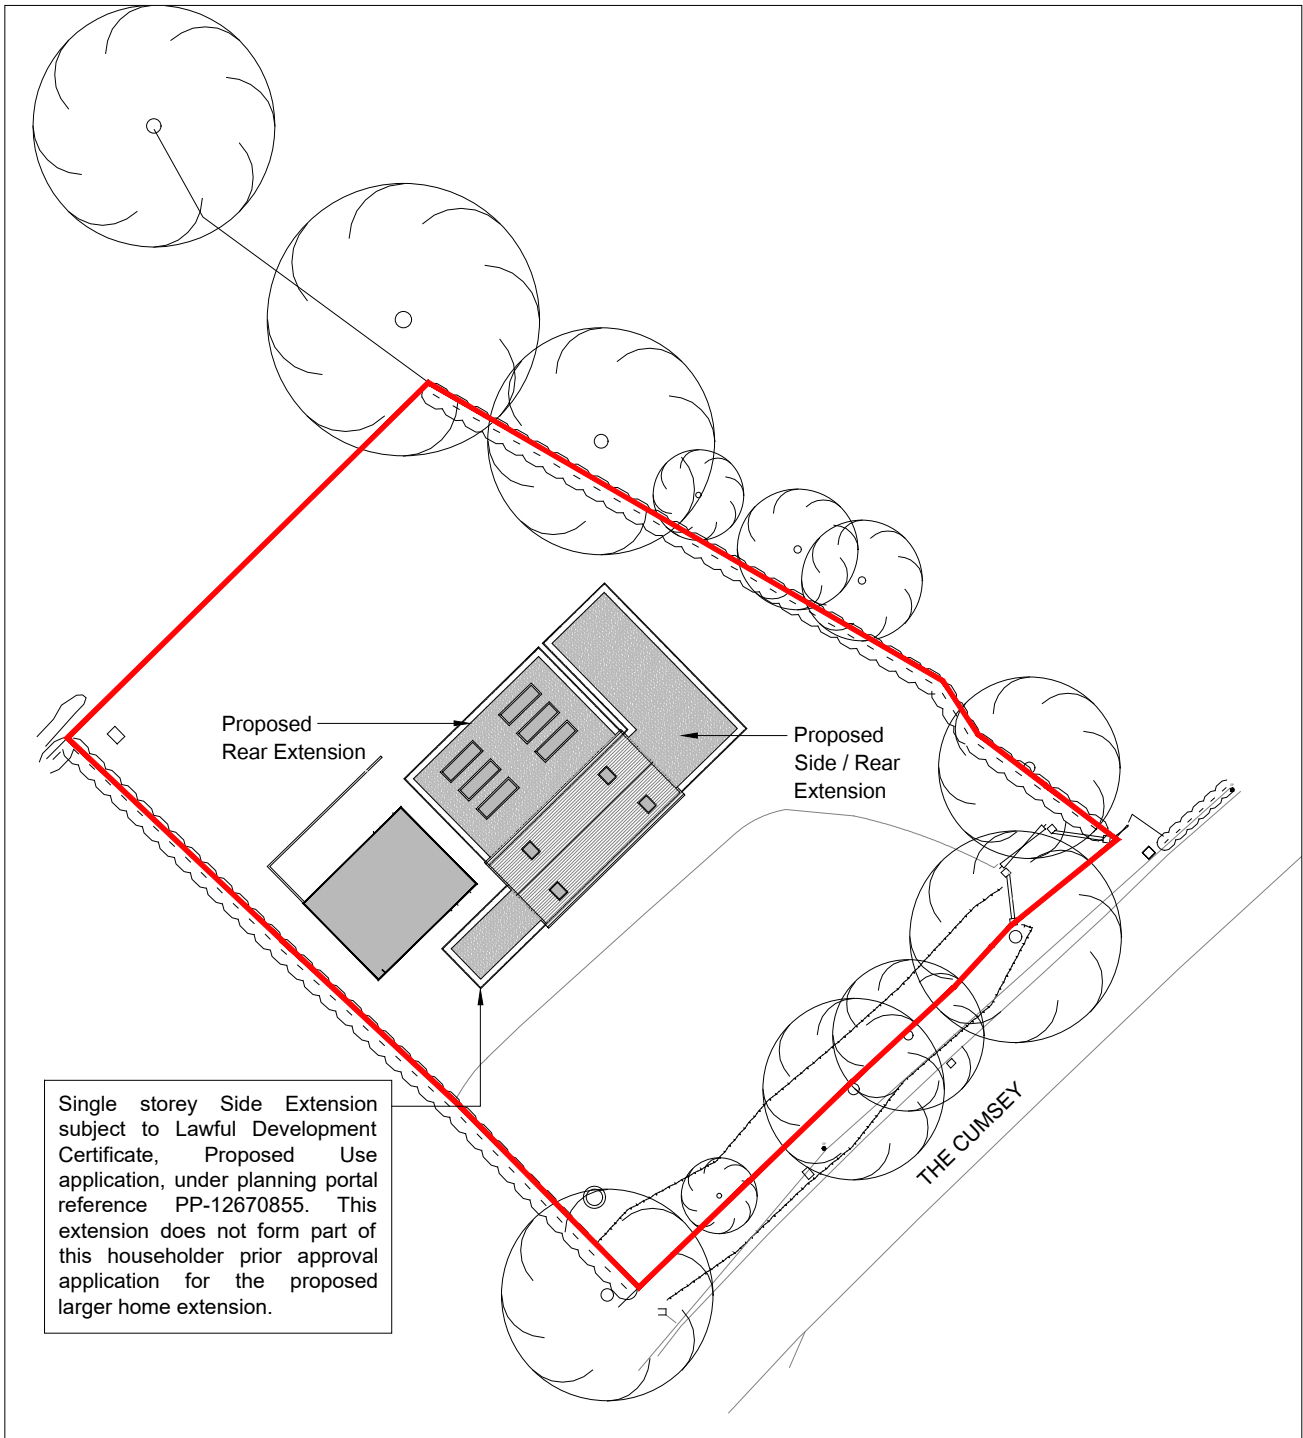 Proposed
Rear Extension
Proposed
Side / Rear
Extension
Single storey Side Extension
subject to Lawful Development
Certificate, Proposed Use
application, under planning portal
reference PP-12670855. This
extension does not form part of
this householder prior approval
application for the proposed
larger home extension.
THE CUMSEY